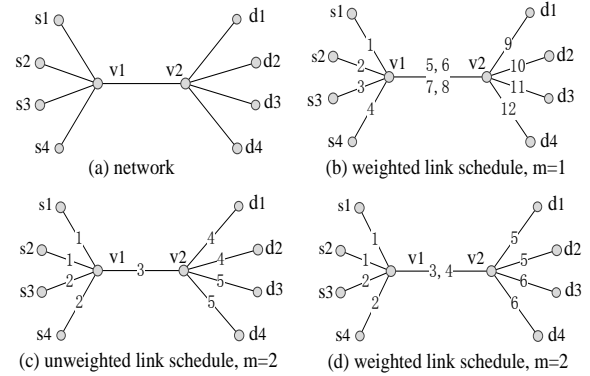 s1 d1 s1 d1
s2 v1 v2 d2 s2 1 v1 5, 6 v2 9 10 d2
s3 d3 s3 2 3 7, 8 11 d3
s4 d4 s4 4 12 d4
(a) network (b) weighted link schedule, m=1
s1 d1 s1 d1
s2 1 v1 v2 4 d2 s2 1 v1 v2 5 d2
1 3 4 1 3, 4 5
s3 2 5 d3 s3 2 6 d3
s4 2 5 d4 s4 2 6 d4
(c) unweighted link schedule, m=2 (d) weighted link schedule, m=2